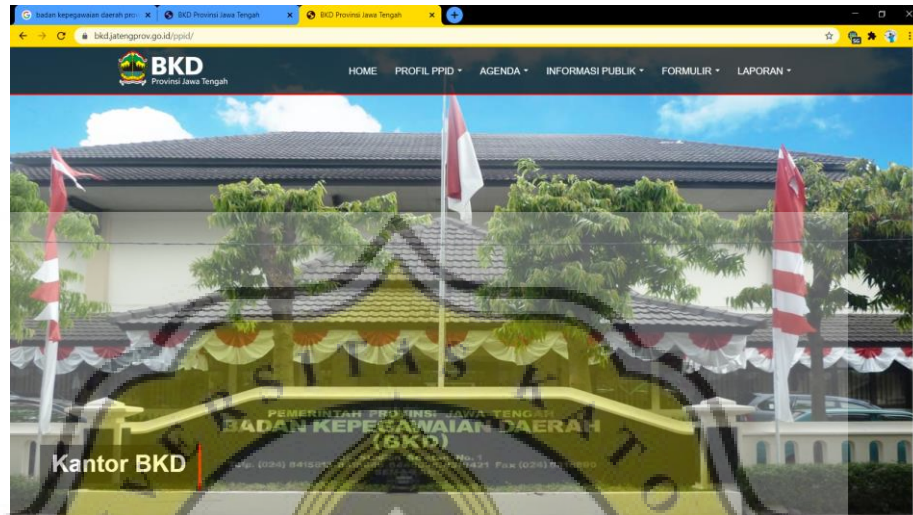 badan kepegawaian daerah prov
BKD Provinsi Jawa Tengah
BKD Provinsi Jawa Tengah
bkd.jatengprov.go.id/ppid/
BKD
Provinsi Jawa Tengah
HOME
PROFIL PPID
AGENDA
INFORMASI PUBLIK
FORMULIR
LAPORAN
PEMERINTAH PROVINSI JAWA TENGAH
BADAN KEPEGAWAIAN DAERAH
(BKD)
Kantor BKD